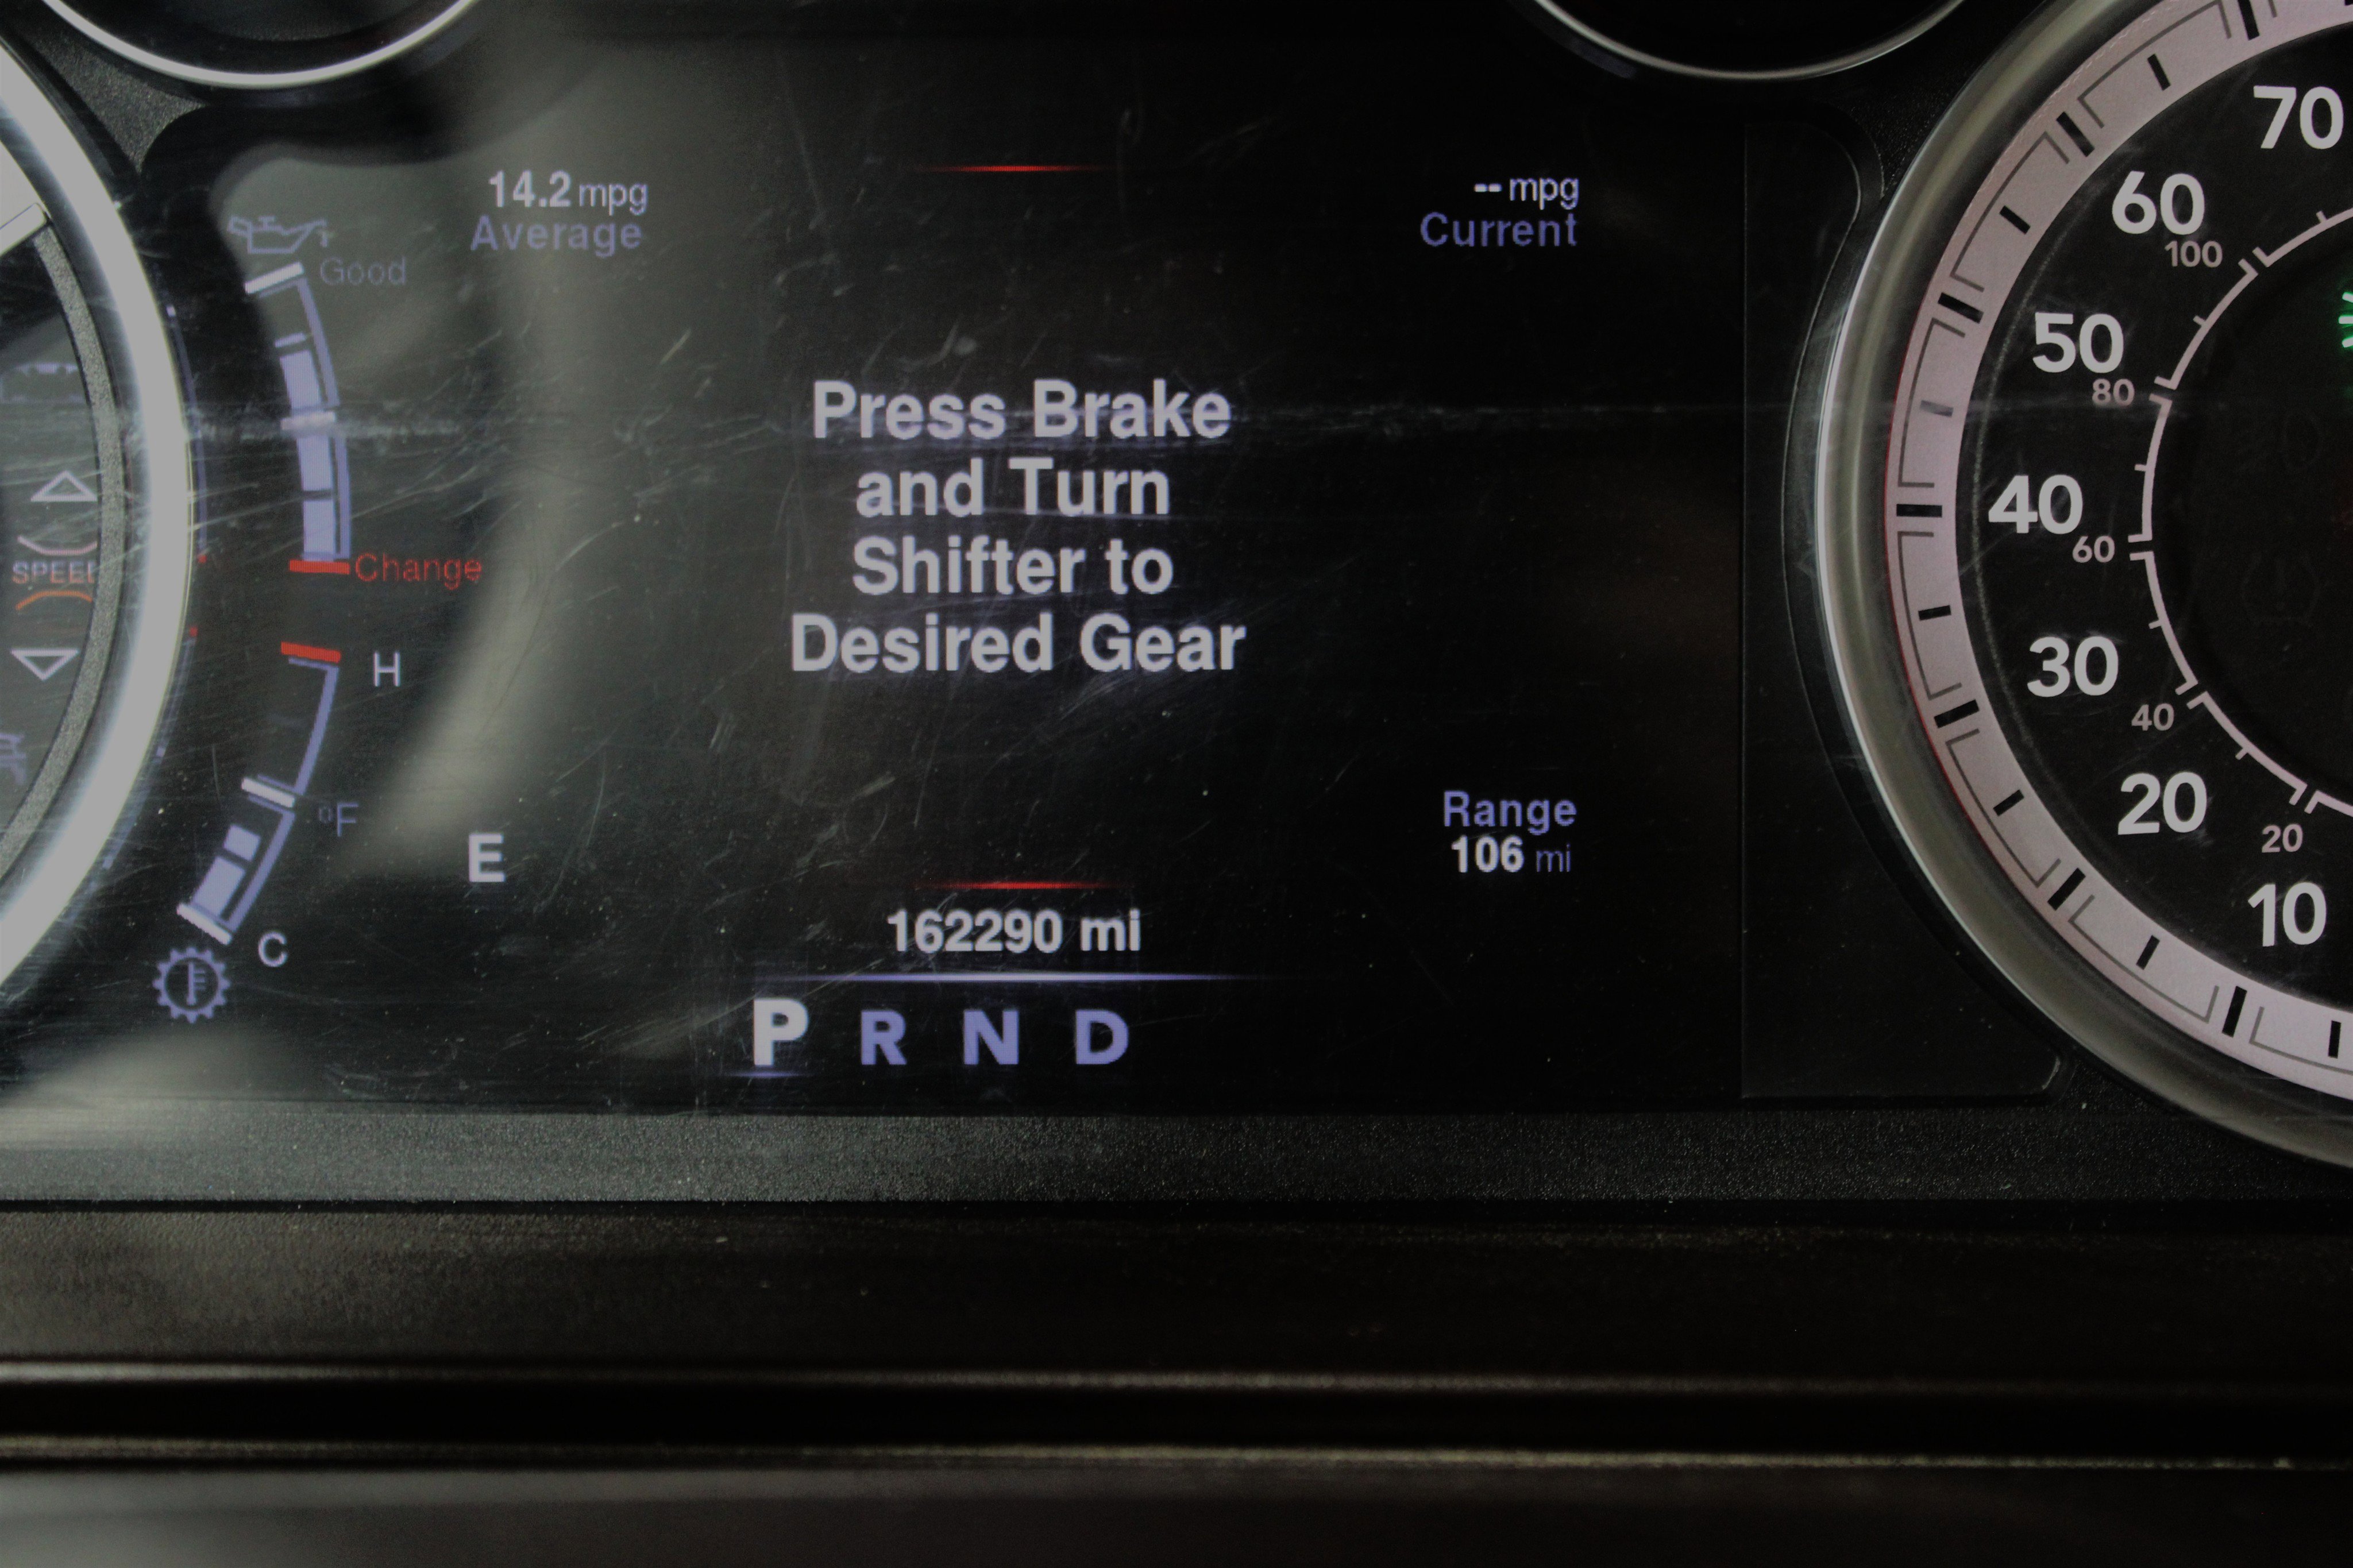 14.2 mpg
Average
-- mpg
Current
Good
Press Brake
and Turn
Shifter to
Desired Gear
Change
SPEE
H
°F
C
E
Range
106 mi
162290 mi
P R N D
70
60
100
50
80
40
60
30
40
20
20
10